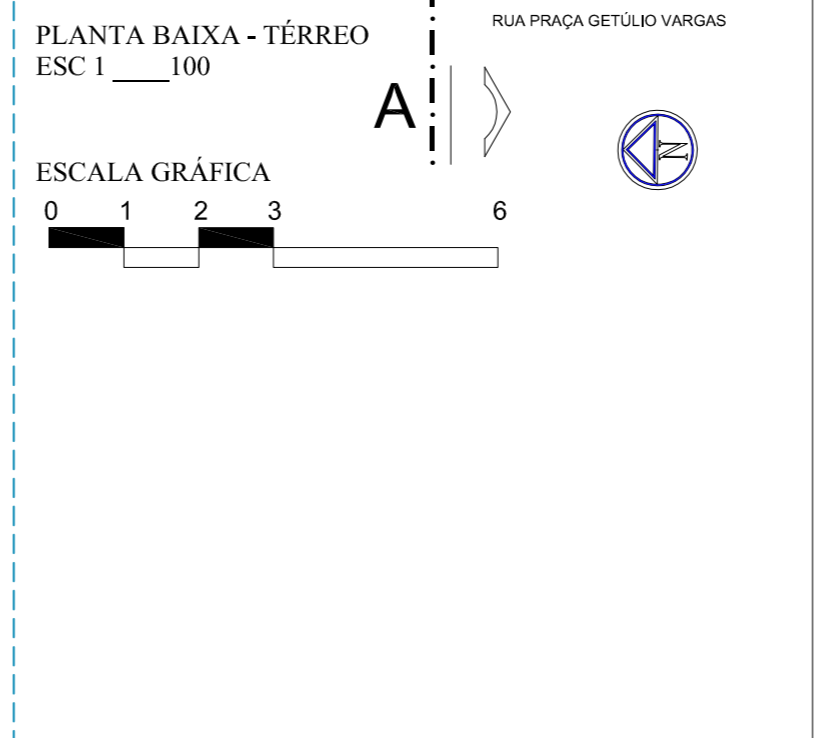 PLANTA BAIXA - TÉRREO
ESC 1 ____100
RUA PRAÇA GETÚLIO VARGAS
A
N
ESCALA GRÁFICA
0 1 2 3 6